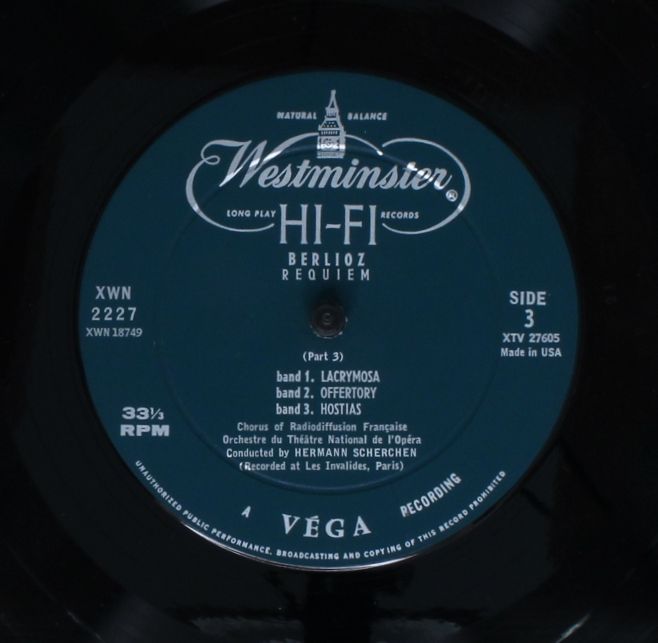 NATURAL BALANCE
Westminster®
LONG PLAY HI-FI RECORDS
BERLIOZ
REQUIEM
XWN
2227
XWN 18749
SIDE
3
XTV 27605
Made in USA
(Part 3)
band 1. LACRYMOSA
band 2. OFFERTORY
band 3. HOSTIAS
33⅓
RPM
Chorus of Radiodiffusion Française
Orchestre du Théâtre National de l'Opéra
Conducted by HERMANN SCHERCHEN
(Recorded at Les Invalides, Paris)
A VÉGA RECORDING
UNAUTHORIZED PUBLIC PERFORMANCE, BROADCASTING AND COPYING OF THIS RECORD PROHIBITED